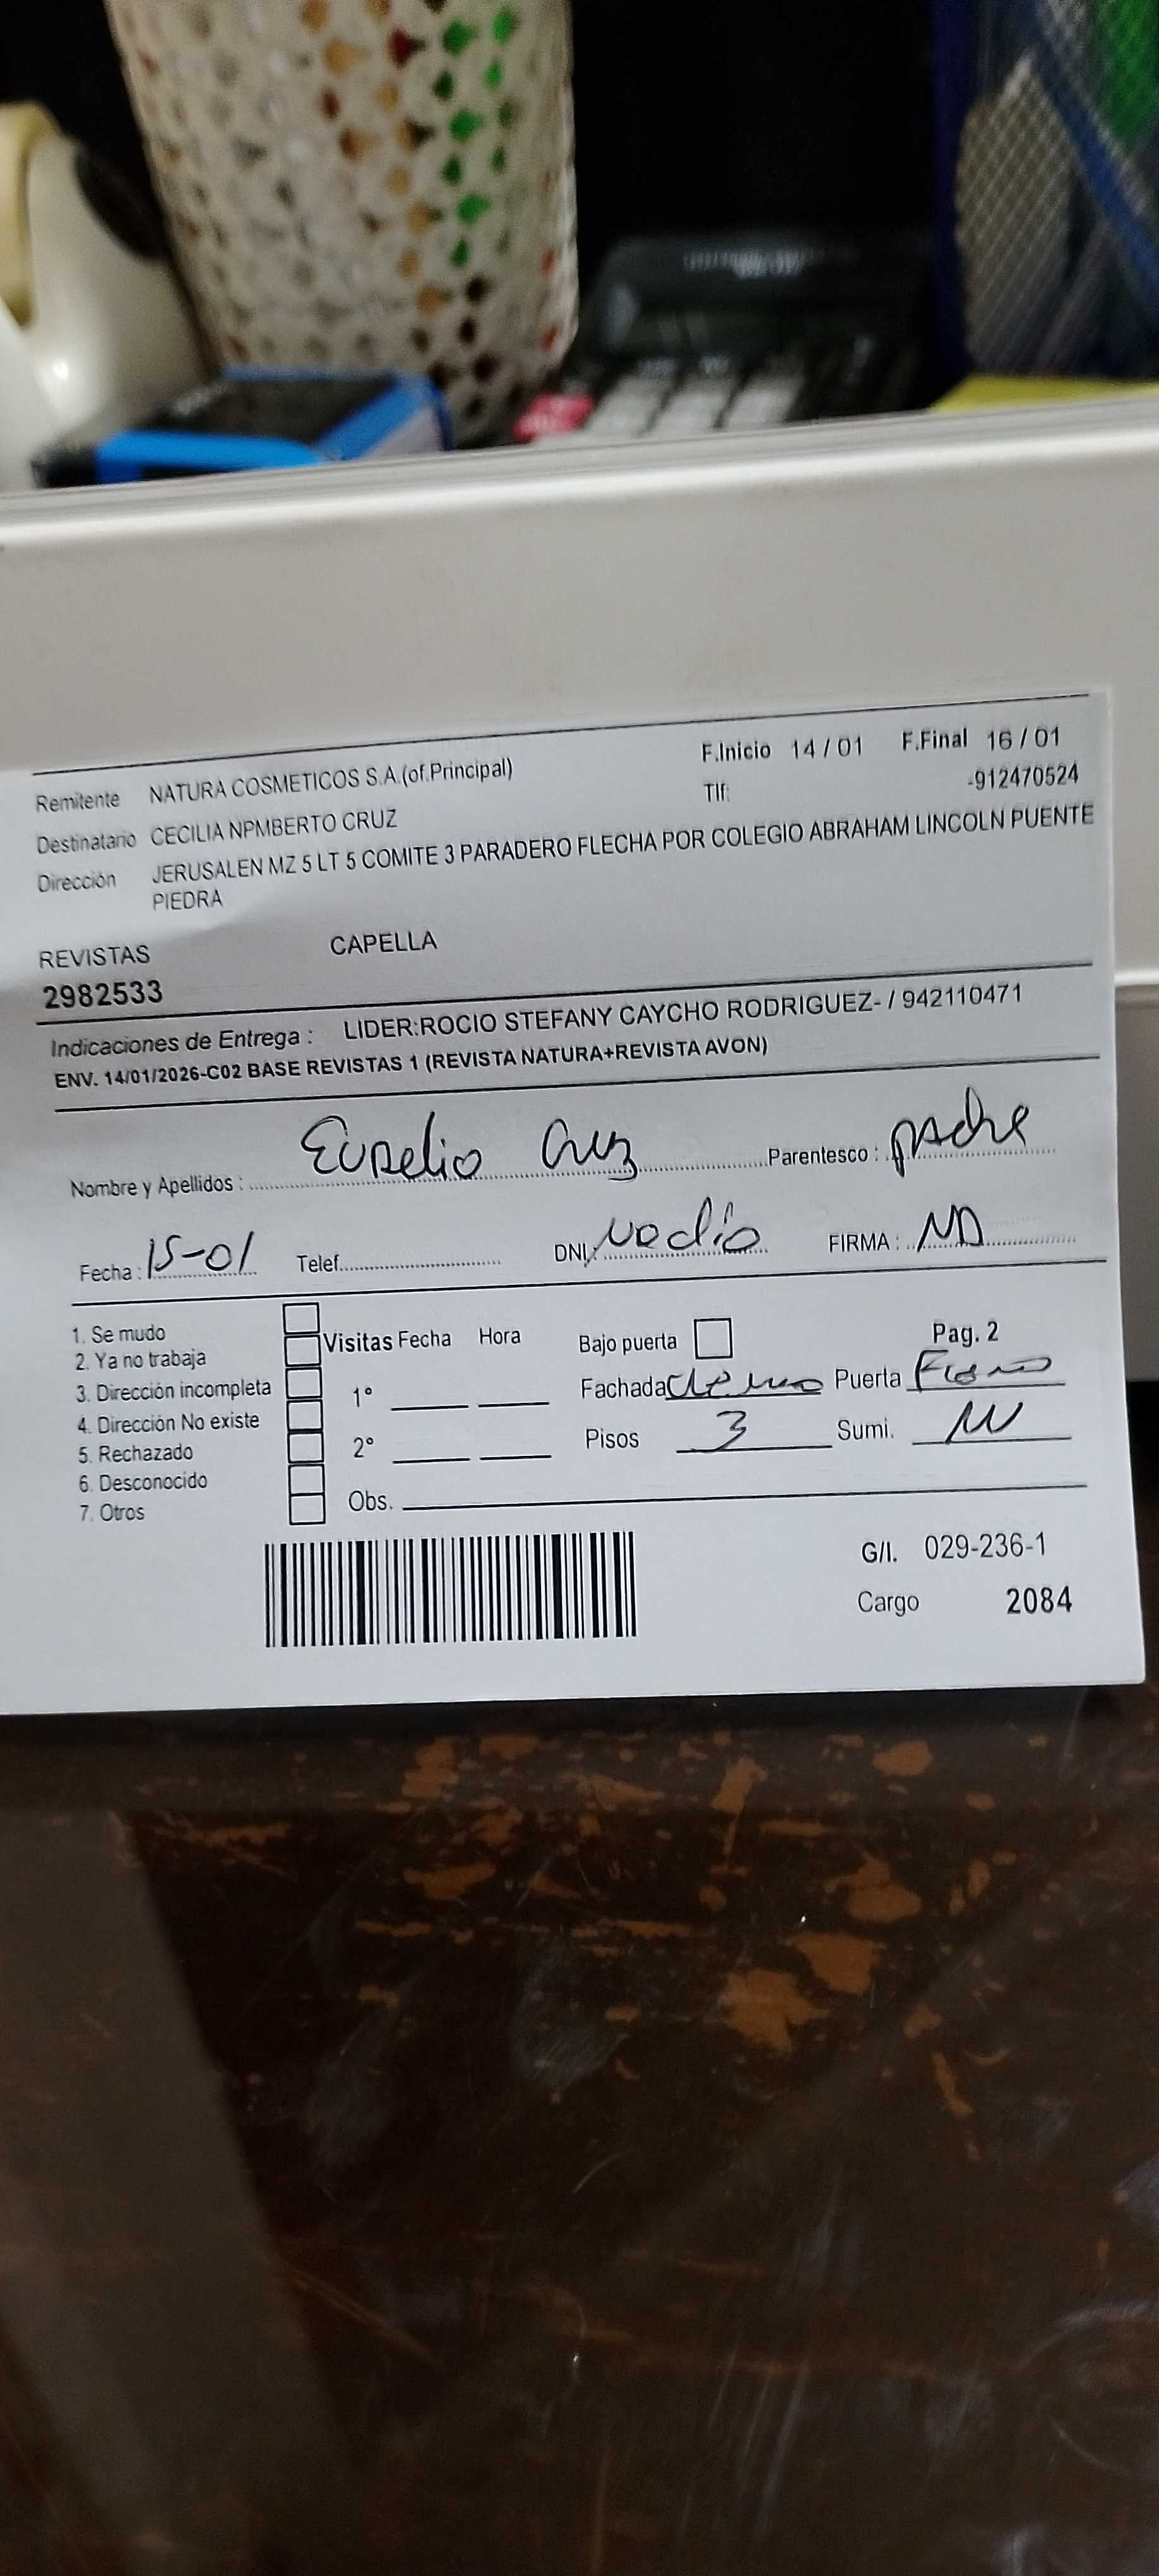 F.Inicio 14 / 01 F.Final 16 / 01
Remitente NATURA COSMETICOS S.A.(of.Principal)
Tlf: -912470524
Destinatario CECILIA NPMBERTO CRUZ
Dirección JERUSALEN MZ 5 LT 5 COMITE 3 PARADERO FLECHA POR COLEGIO ABRAHAM LINCOLN PUENTE
PIEDRA
REVISTAS CAPELLA
2982533
Indicaciones de Entrega : LIDER:ROCIO STEFANY CAYCHO RODRIGUEZ- / 942110471
ENV. 14/01/2026-C02 BASE REVISTAS 1 (REVISTA NATURA+REVISTA AVON)
Nombre y Apellidos : Eurelio Cruz Parentesco : padre
Fecha : 15-01 Telef. DNI: no dio FIRMA : ND
1. Se mudo
2. Ya no trabaja
3. Dirección incompleta
4. Dirección No existe
5. Rechazado
6. Desconocido
7. Otros
Visitas Fecha Hora
1°
2°
Obs.
Bajo puerta Pag. 2
Fachada Puerta Fierro
Pisos 3 Sumi.
G/I. 029-236-1
Cargo 2084